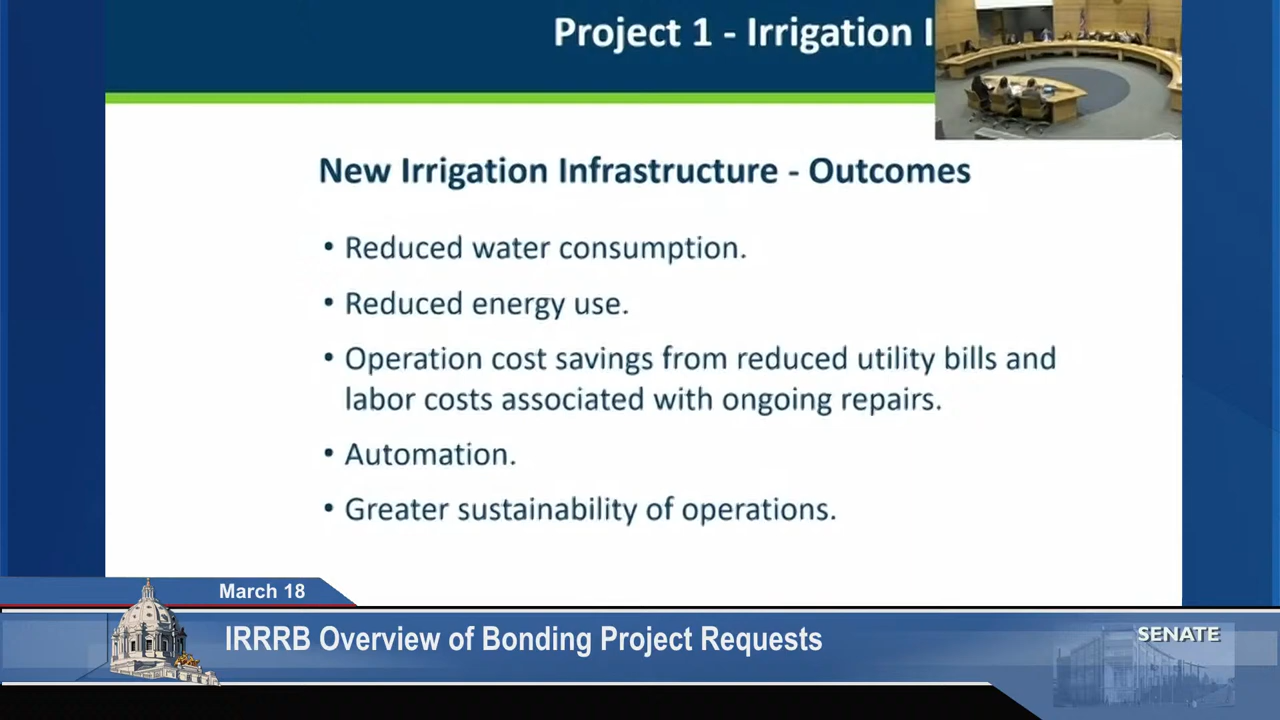 Project 1 - Irrigation I
New Irrigation Infrastructure - Outcomes
• Reduced water consumption.
• Reduced energy use.
• Operation cost savings from reduced utility bills and
labor costs associated with ongoing repairs.
• Automation.
• Greater sustainability of operations.
March 18
IRRRB Overview of Bonding Project Requests
SENATE